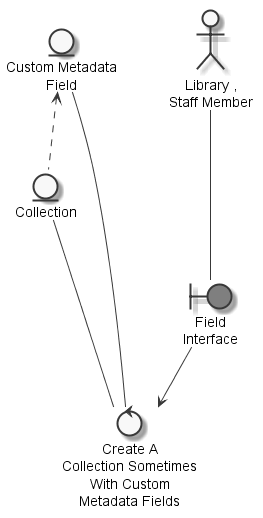 Custom Metadata
Field
Library ,
Staff Member
Collection
Field
Interface
Create A
Collection Sometimes
With Custom
Metadata Fields